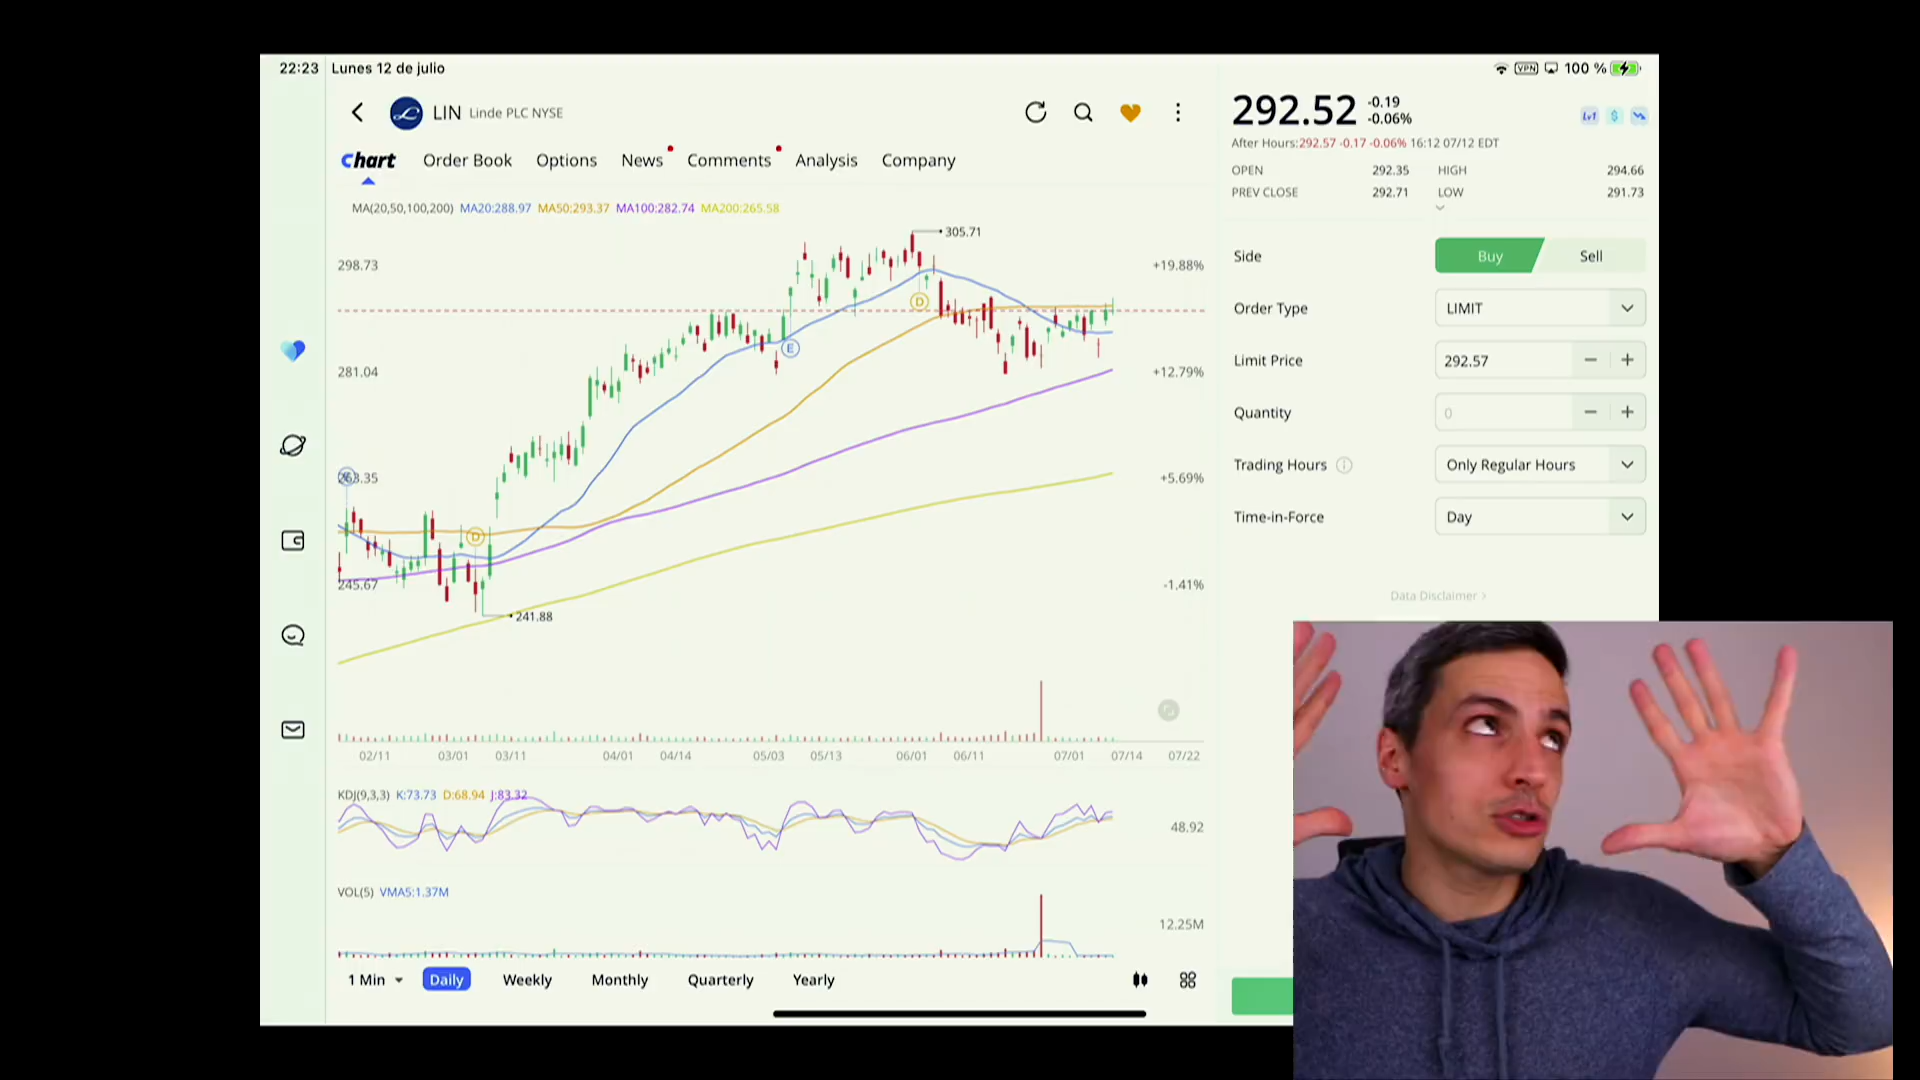 22:23 Lunes 12 de julio
VPN 100 %
LIN Linde PLC NYSE
Chart Order Book Options News Comments Analysis Company
MA(20,50,100,200) MA20:288.97 MA50:293.37 MA100:282.74 MA200:265.58
305.71
298.73 +19.88%
D
E
281.04 +12.79%
263.35 +5.69%
D
245.67 -1.41%
241.88
02/11 03/01 03/11 04/01 04/14 05/03 05/13 06/01 06/11 07/01 07/14 07/22
KDJ(9,3,3) K:73.73 D:68.94 J:83.32
48.92
VOL(5) VMA5:1.37M
12.25M
1 Min Daily Weekly Monthly Quarterly Yearly
292.52 -0.19
-0.06%
Lv1 $
After Hours:292.57 -0.17 -0.06% 16:12 07/12 EDT
OPEN 292.35 HIGH 294.66
PREV CLOSE 292.71 LOW 291.73
Side Buy Sell
Order Type LIMIT
Limit Price 292.57 − +
Quantity 0 − +
Trading Hours Only Regular Hours
Time-in-Force Day
Data Disclaimer >